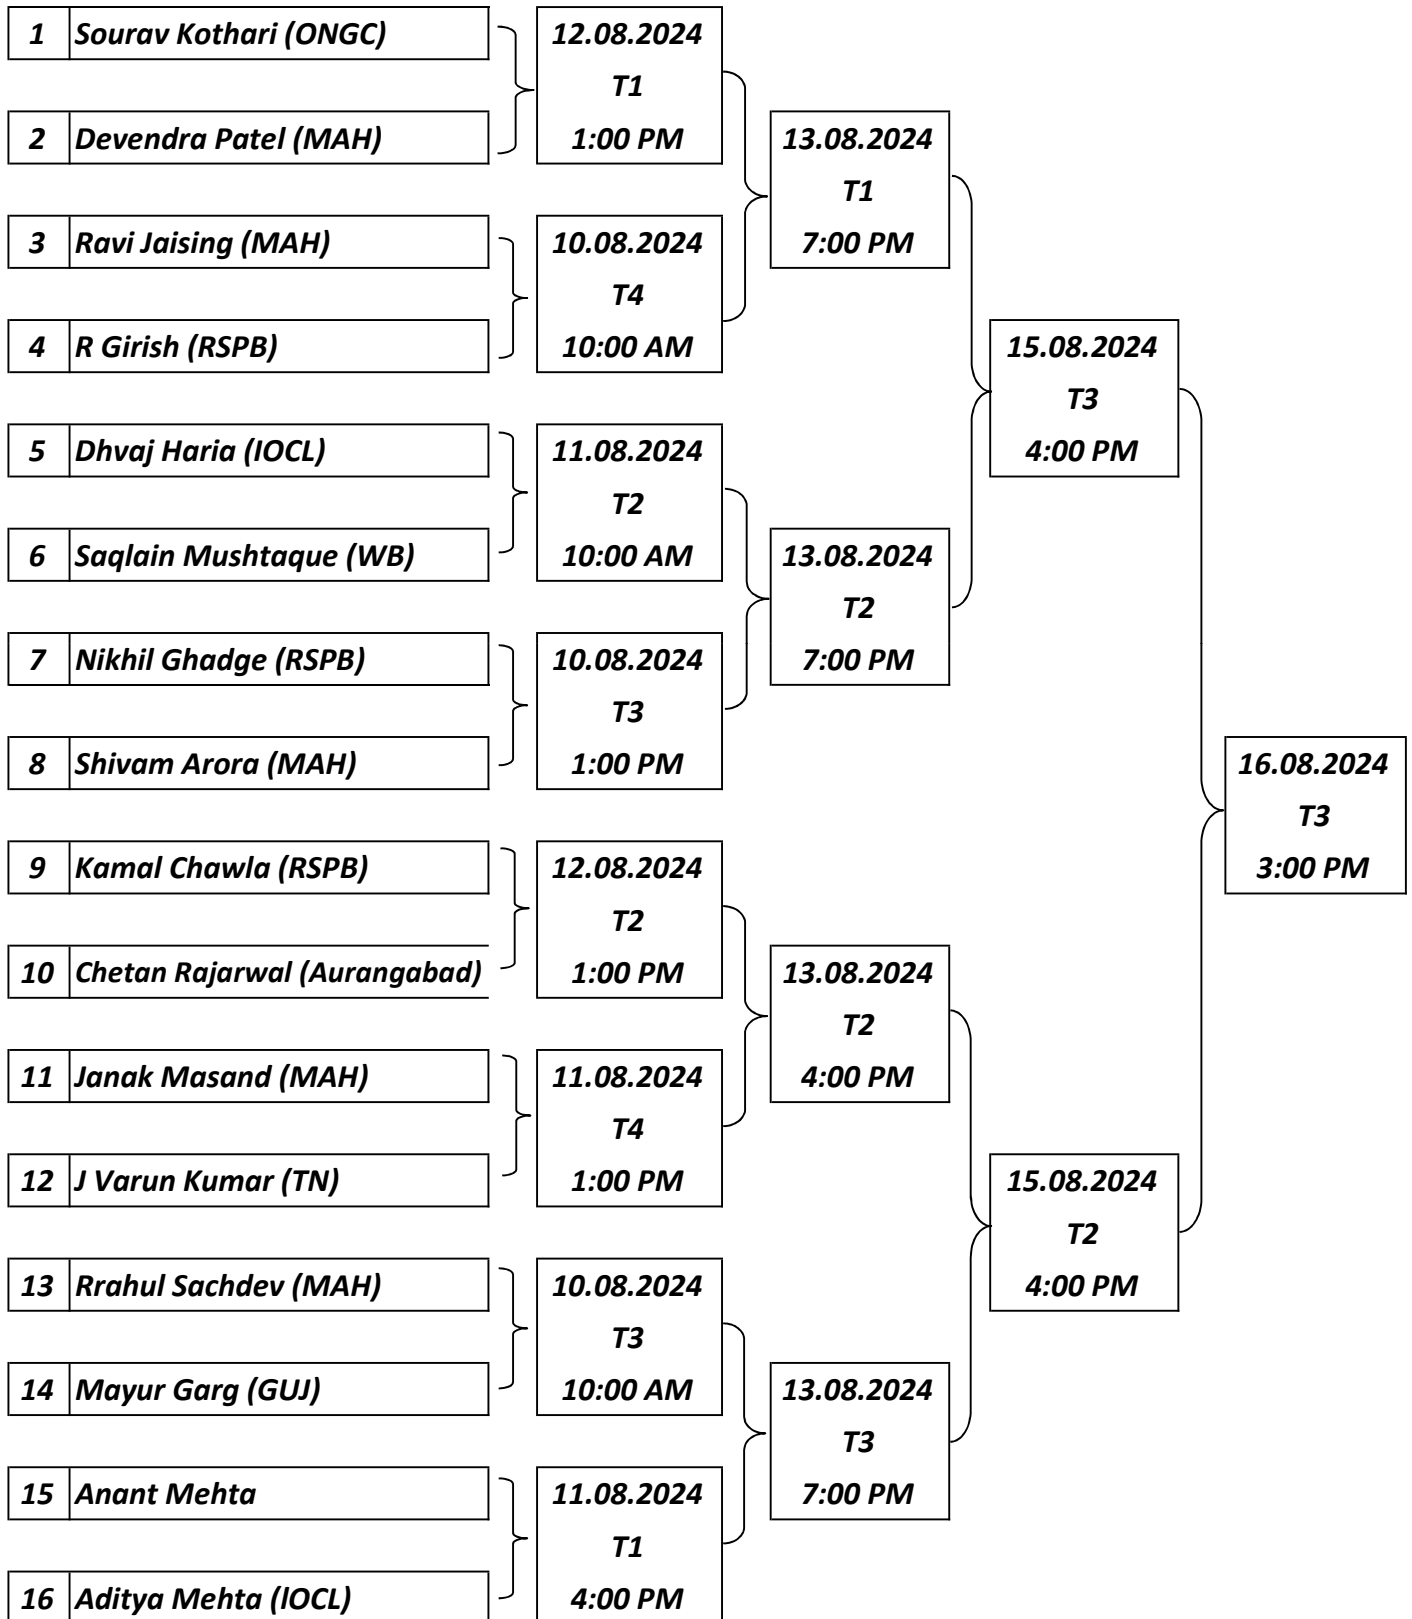 1 Sourav Kothari (ONGC)
12.08.2024
T1
1:00 PM
2 Devendra Patel (MAH)
13.08.2024
T1
7:00 PM
3 Ravi Jaising (MAH)
10.08.2024
T4
10:00 AM
4 R Girish (RSPB)
15.08.2024
T3
4:00 PM
5 Dhvaj Haria (IOCL)
11.08.2024
T2
10:00 AM
6 Saqlain Mushtaque (WB)
13.08.2024
T2
7:00 PM
7 Nikhil Ghadge (RSPB)
10.08.2024
T3
1:00 PM
8 Shivam Arora (MAH)
16.08.2024
T3
3:00 PM
9 Kamal Chawla (RSPB)
12.08.2024
T2
1:00 PM
10 Chetan Rajarwal (Aurangabad)
13.08.2024
T2
4:00 PM
11 Janak Masand (MAH)
11.08.2024
T4
1:00 PM
12 J Varun Kumar (TN)
15.08.2024
T2
4:00 PM
13 Rrahul Sachdev (MAH)
10.08.2024
T3
10:00 AM
14 Mayur Garg (GUJ)
13.08.2024
T3
7:00 PM
15 Anant Mehta
11.08.2024
T1
4:00 PM
16 Aditya Mehta (lOCL)